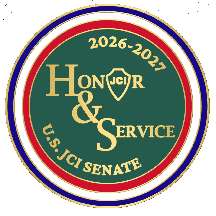 2026-2027
HONOR
JCI
&
SERVICE
U.S. JCI SENATE